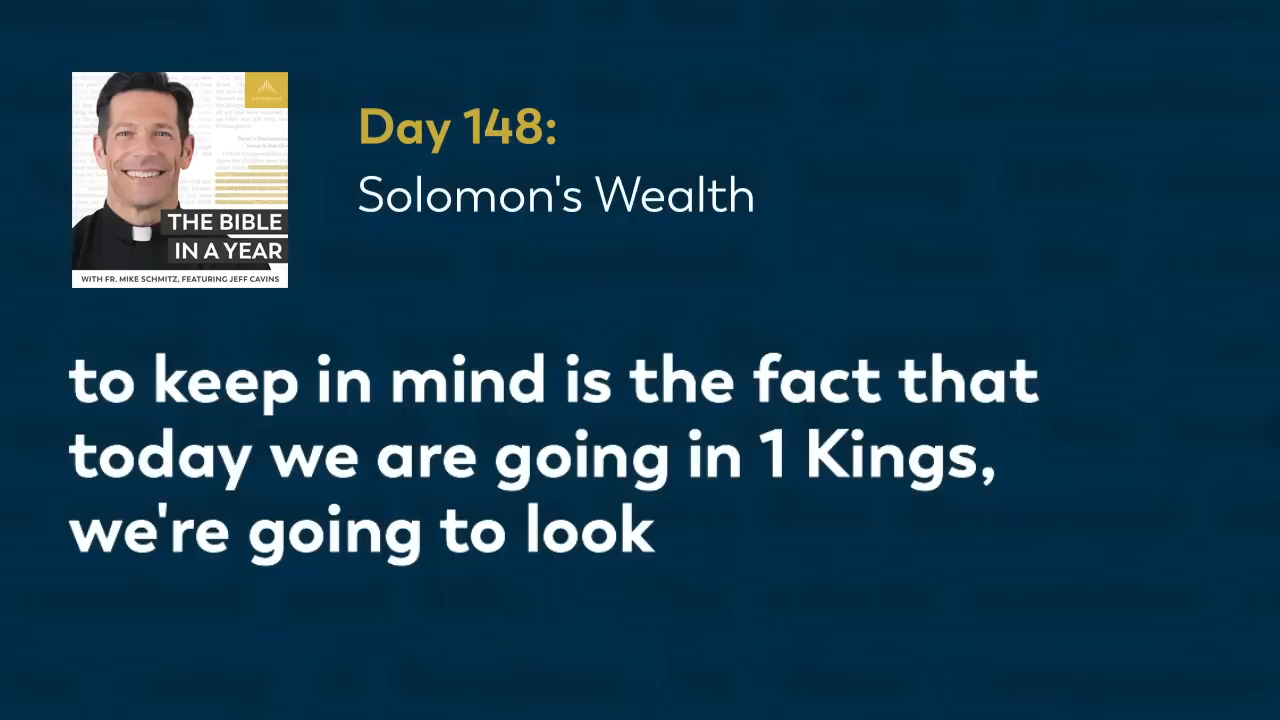 Day 148:
Solomon's Wealth
THE BIBLE
IN A YEAR
WITH FR. MIKE SCHMITZ, FEATURING JEFF CAVINS
to keep in mind is the fact that
today we are going in 1 Kings,
we're going to look